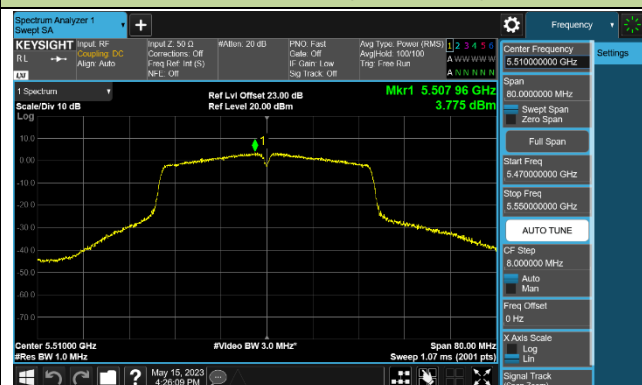 Spectrum Analyzer 1
Swept SA
Frequency
KEYSIGHT
Input: RF
Input Z: 50 Ω
#Atten: 20 dB
PNO: Fast
Avg Type: Power (RMS)
1 2 3 4 5 6
RL
Coupling: DC
Corrections: Off
Gate: Off
Avg|Hold: 100/100
A W W W W W
Align: Auto
Freq Ref: Int (S)
IF Gain: Low
Trig: Free Run
NFE: Off
Sig Track: Off
A N N N N N
LXI
Center Frequency
5.510000000 GHz
Settings
1 Spectrum
Scale/Div 10 dB
Log
Ref Lvl Offset 23.00 dB
Ref Level 20.00 dBm
Mkr1 5.507 96 GHz
3.775 dBm
Span
80.0000000 MHz
Swept Span
Zero Span
Full Span
Start Freq
5.470000000 GHz
Stop Freq
5.550000000 GHz
AUTO TUNE
CF Step
8.000000 MHz
Auto
Man
Freq Offset
0 Hz
X Axis Scale
Log
Lin
Signal Track
(Span Zoom)
1
10.0
0.00
-10.0
-20.0
-30.0
-40.0
-50.0
-60.0
-70.0
Center 5.51000 GHz
#Video BW 3.0 MHz*
Span 80.00 MHz
#Res BW 1.0 MHz
Sweep 1.07 ms (2001 pts)
May 15, 2023
4:26:09 PM